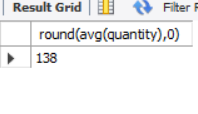 Result Grid Filter
round(avg(quantity),0)
138